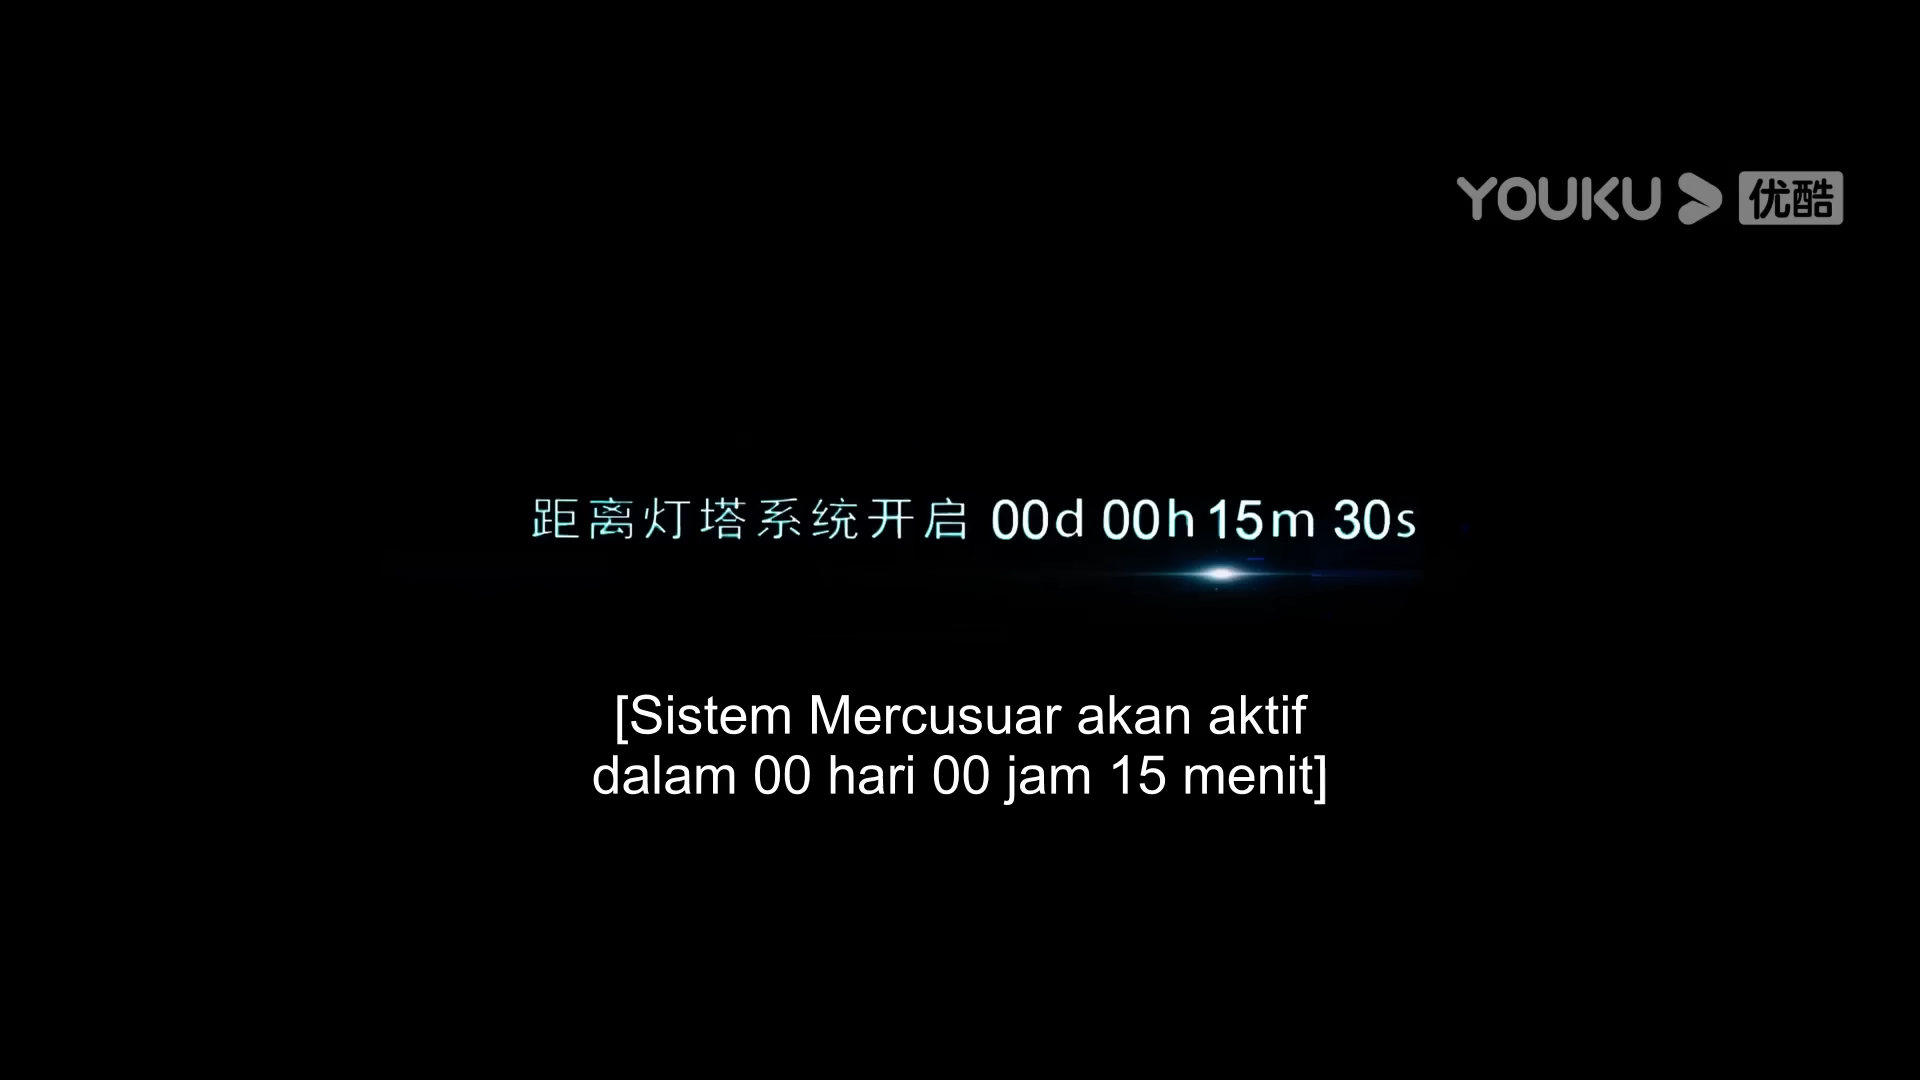 YOUKU 优酷
距离灯塔系统开启 00d 00h 15m 30s
[Sistem Mercusuar akan aktif
dalam 00 hari 00 jam 15 menit]